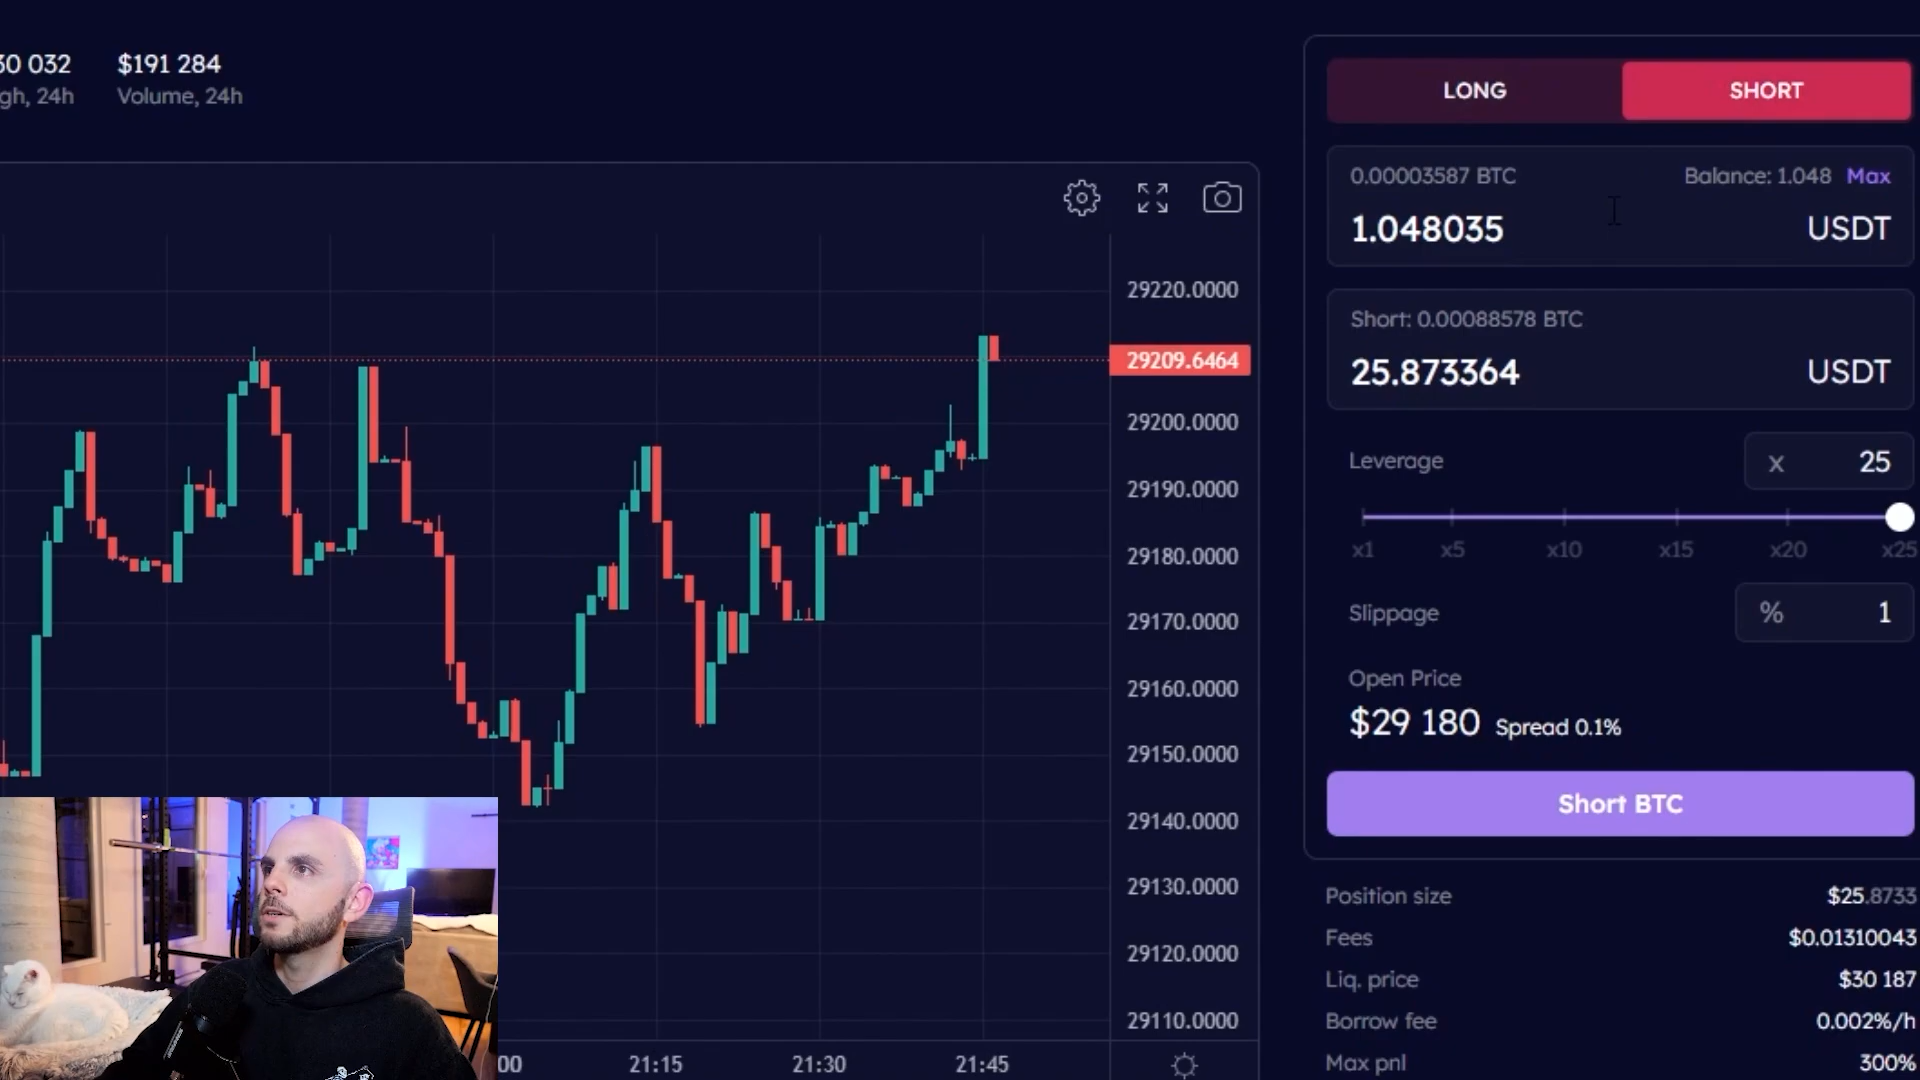 30 032
$191 284
gh, 24h
Volume, 24h
29220.0000
29209.6464
29200.0000
29190.0000
29180.0000
29170.0000
29160.0000
29150.0000
29140.0000
29130.0000
29120.0000
29110.0000
00
21:15
21:30
21:45
LONG
SHORT
0.00003587 BTC
Balance: 1.048 Max
1.048035
USDT
Short: 0.00088578 BTC
25.873364
USDT
Leverage
x 25
x1
x5
x10
x15
x20
x25
Slippage
% 1
Open Price
$29 180 Spread 0.1%
Short BTC
Position size
$25.8733
Fees
$0.01310043
Liq. price
$30 187
Borrow fee
0.002%/h
Max pnl
300%